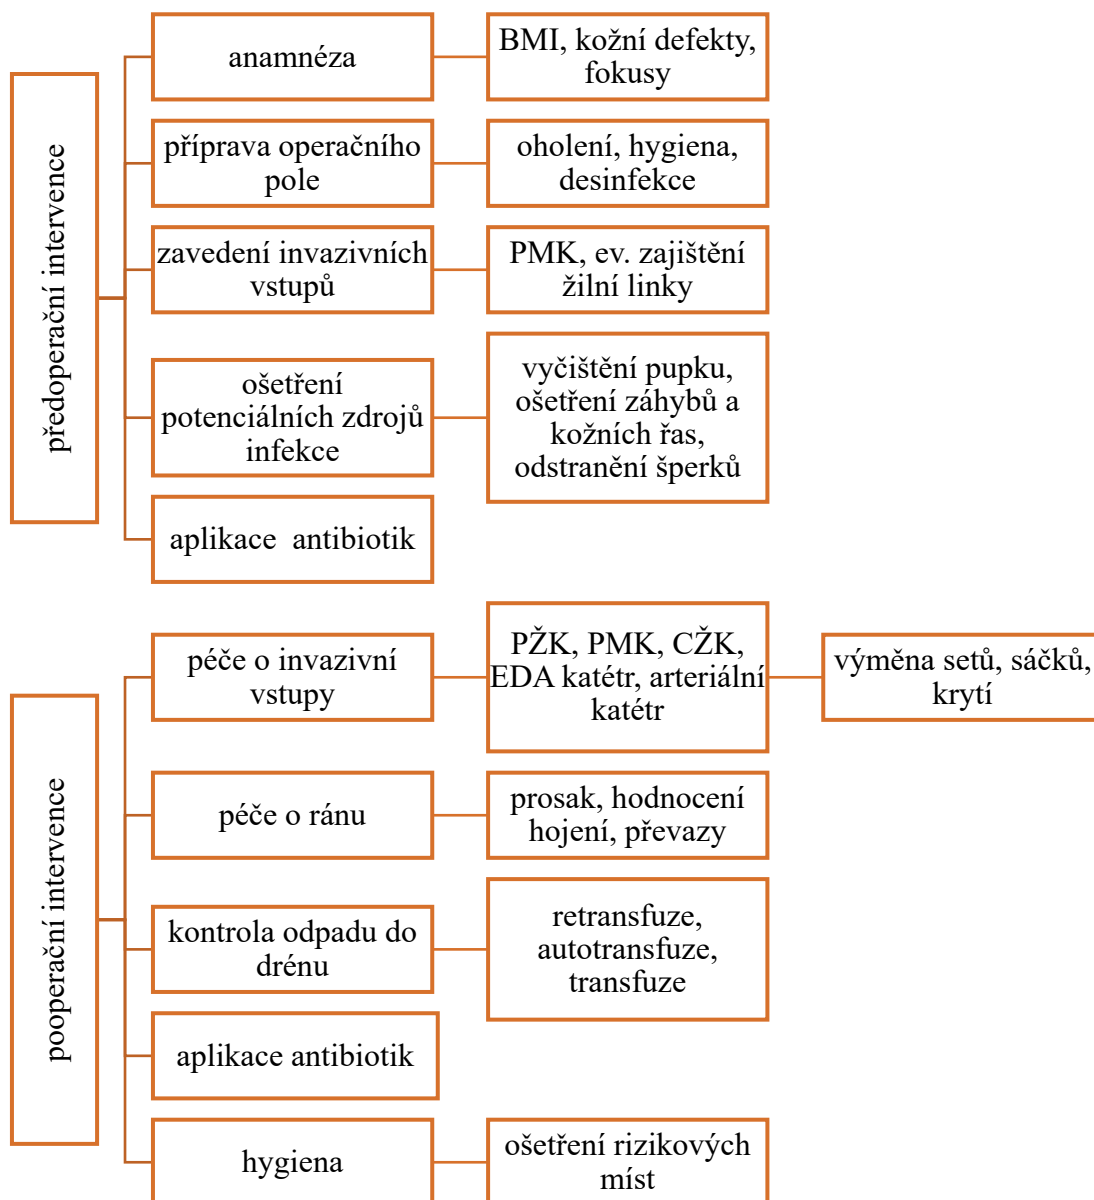 předoperační intervence
anamnéza
BMI, kožní defekty,
fokusy
příprava operačního
pole
oholení, hygiena,
desinfekce
zavedení invazivních
vstupů
PMK, ev. zajištění
žilní linky
ošetření
potenciálních zdrojů
infekce
vyčištění pupku,
ošetření záhybů a
kožních řas,
odstranění šperků
aplikace antibiotik
pooperační intervence
péče o invazivní
vstupy
PŽK, PMK, CŽK,
EDA katétr, arteriální
katétr
výměna setů, sáčků,
krytí
péče o ránu
prosak, hodnocení
hojení, převazy
kontrola odpadu do
drénu
retransfuze,
autotransfuze,
transfuze
aplikace antibiotik
hygiena
ošetření rizikových
míst